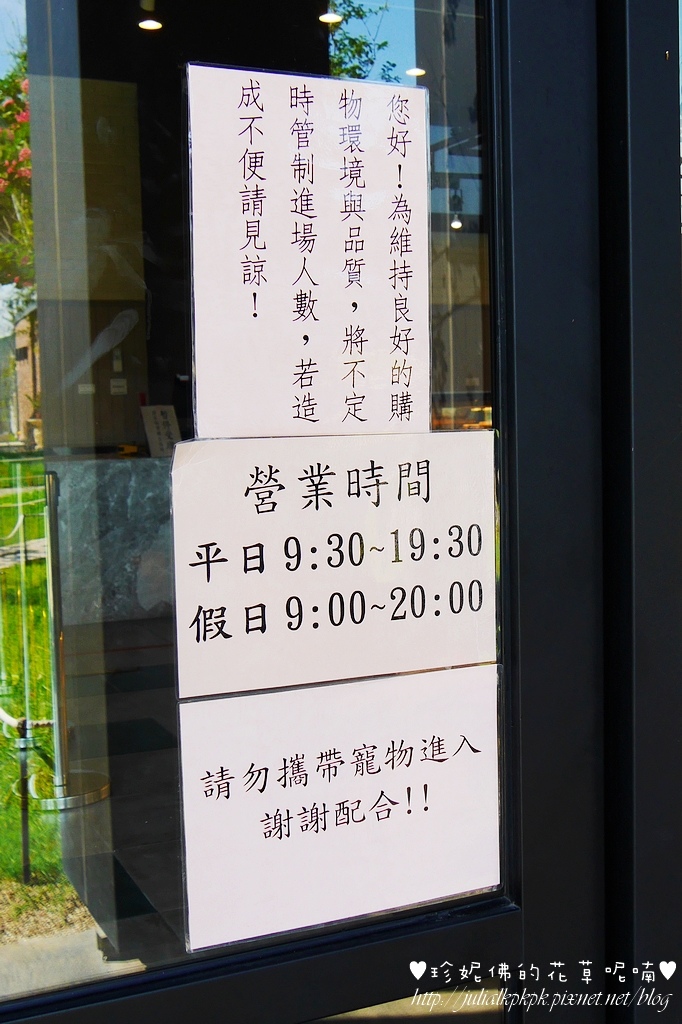 您好！為維持良好的購
物環境與品質，將不定
時管制進場人數，若造
成不便請見諒！
營業時間
平日9:30~19:30
假日9:00~20:00
請勿攜帶寵物進入
謝謝配合!!
♥珍妮佛的花草呢喃♥
http://julialkpkpk.pixnet.net/blog